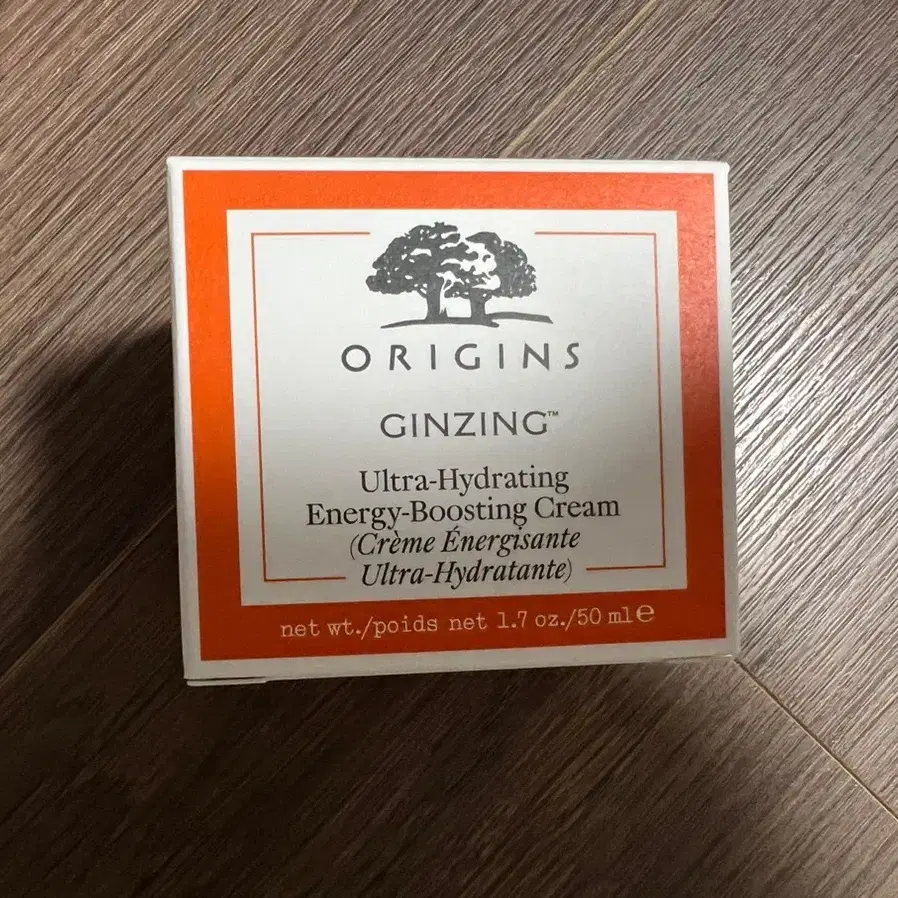 ORIGINS
GINZING™
Ultra-Hydrating
Energy-Boosting Cream
(Crème Énergisante
Ultra-Hydratante)
net wt./poids net 1.7 oz./50 ml ℮